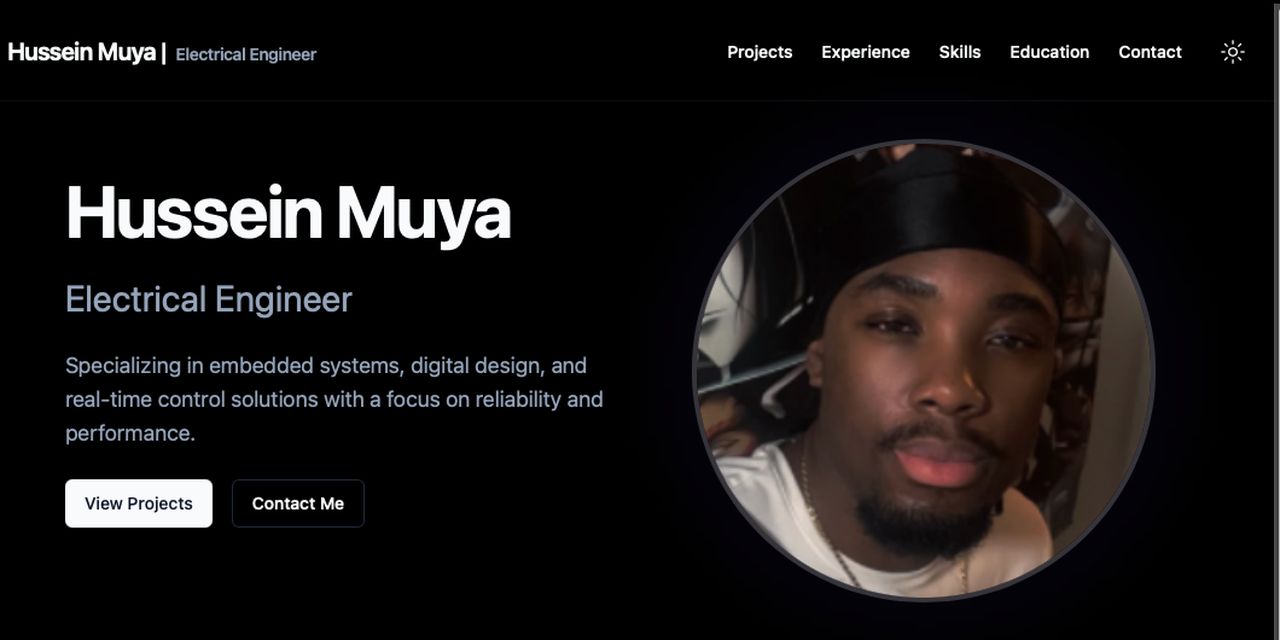 Hussein Muya | Electrical Engineer
Projects Experience Skills Education Contact
Hussein Muya
Electrical Engineer
Specializing in embedded systems, digital design, and
real-time control solutions with a focus on reliability and
performance.
View Projects Contact Me